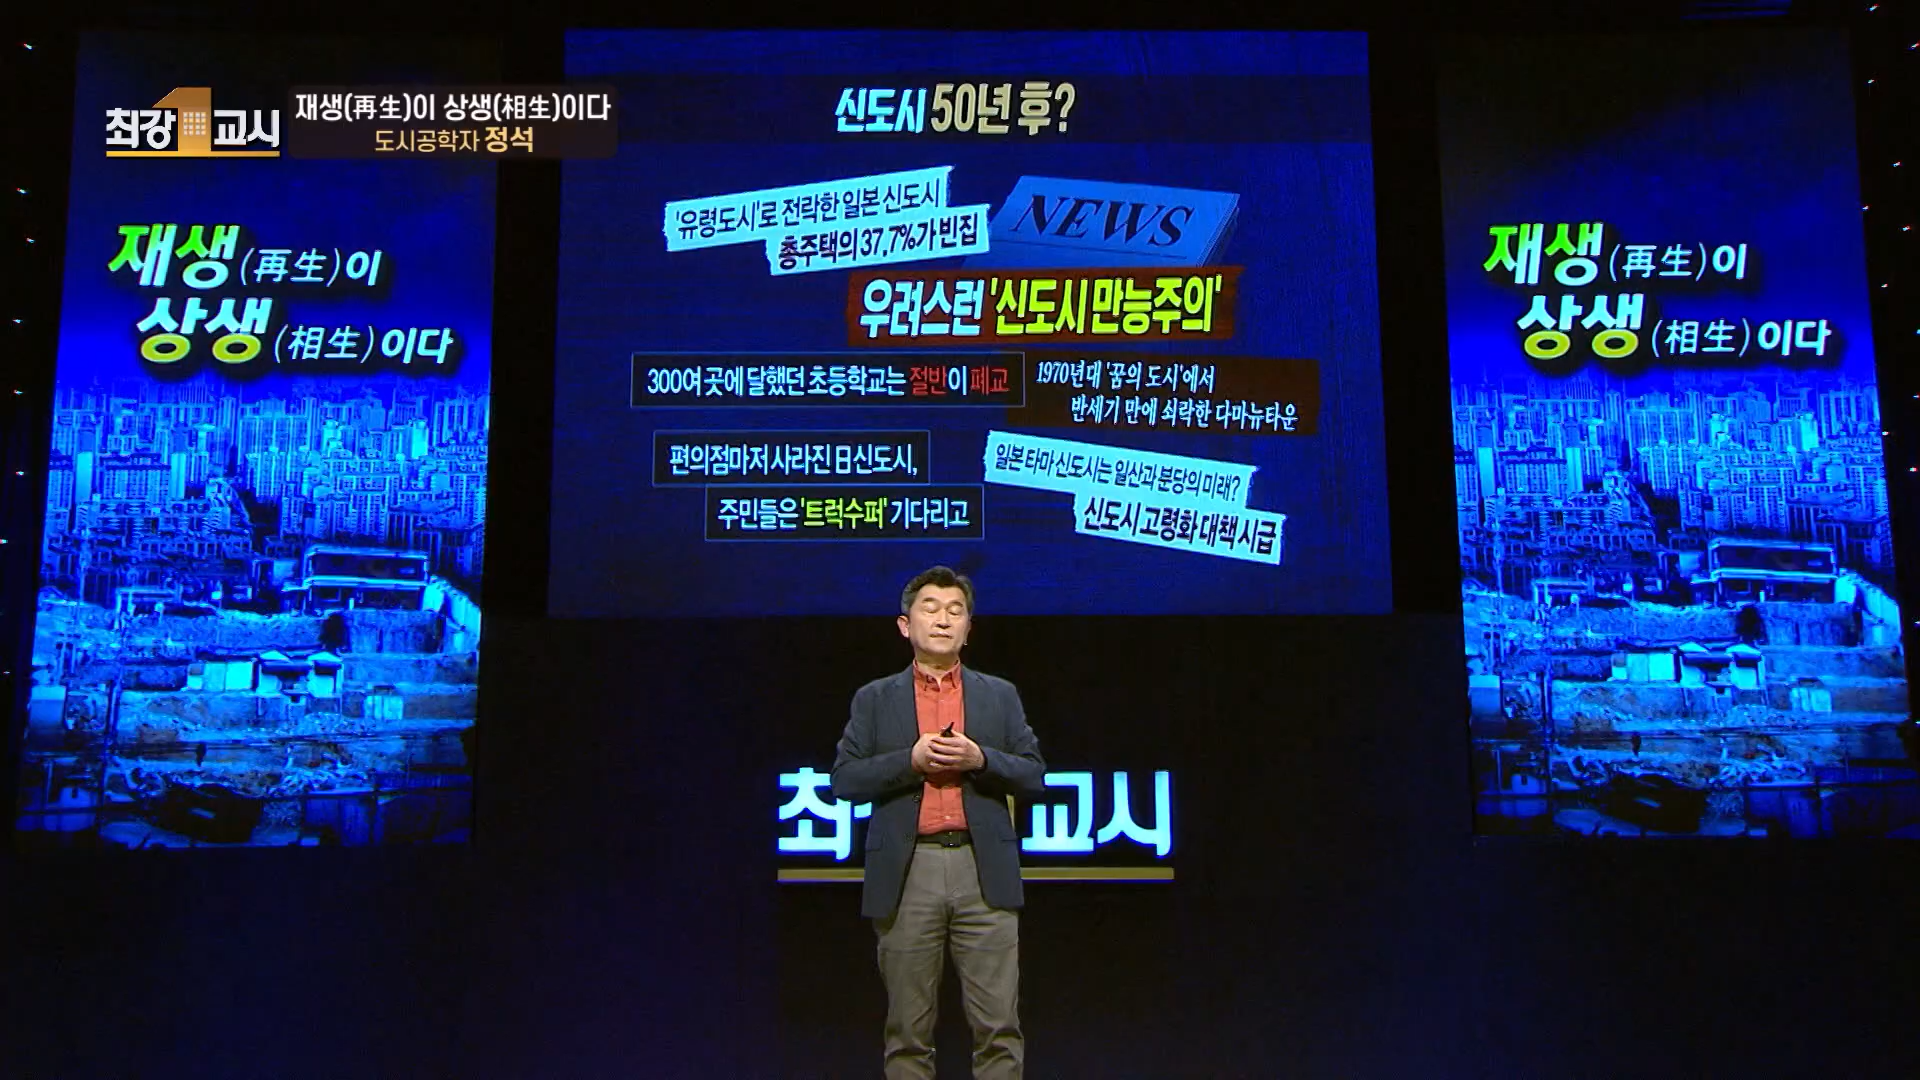 최강1교시
재생(再生)이 상생(相生)이다
도시공학자 정석
재생(再生)이
상생(相生)이다
신도시 50년 후?
'유령도시'로 전락한 일본 신도시
총주택의 37.7%가 빈집
NEWS
우려스런 '신도시 만능주의'
300여 곳에 달했던 초등학교는 절반이 폐교
1970년대 '꿈의 도시'에서
반세기 만에 쇠락한 다마뉴타운
편의점마저 사라진 日신도시,
주민들은 '트럭수퍼' 기다리고
일본 타마 신도시는 일산과 분당의 미래?
신도시 고령화 대책 시급
재생(再生)이
상생(相生)이다
최 교시